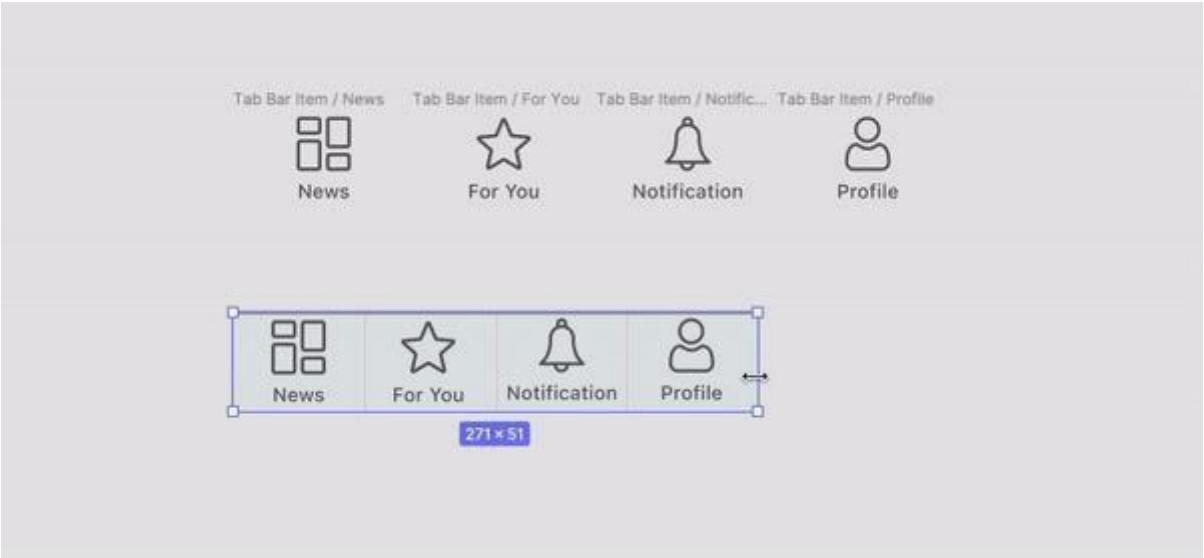 Tab Bar Item / News Tab Bar Item / For You Tab Bar Item / Notific... Tab Bar Item / Profile
News For You Notification Profile
News For You Notification Profile
271 × 51